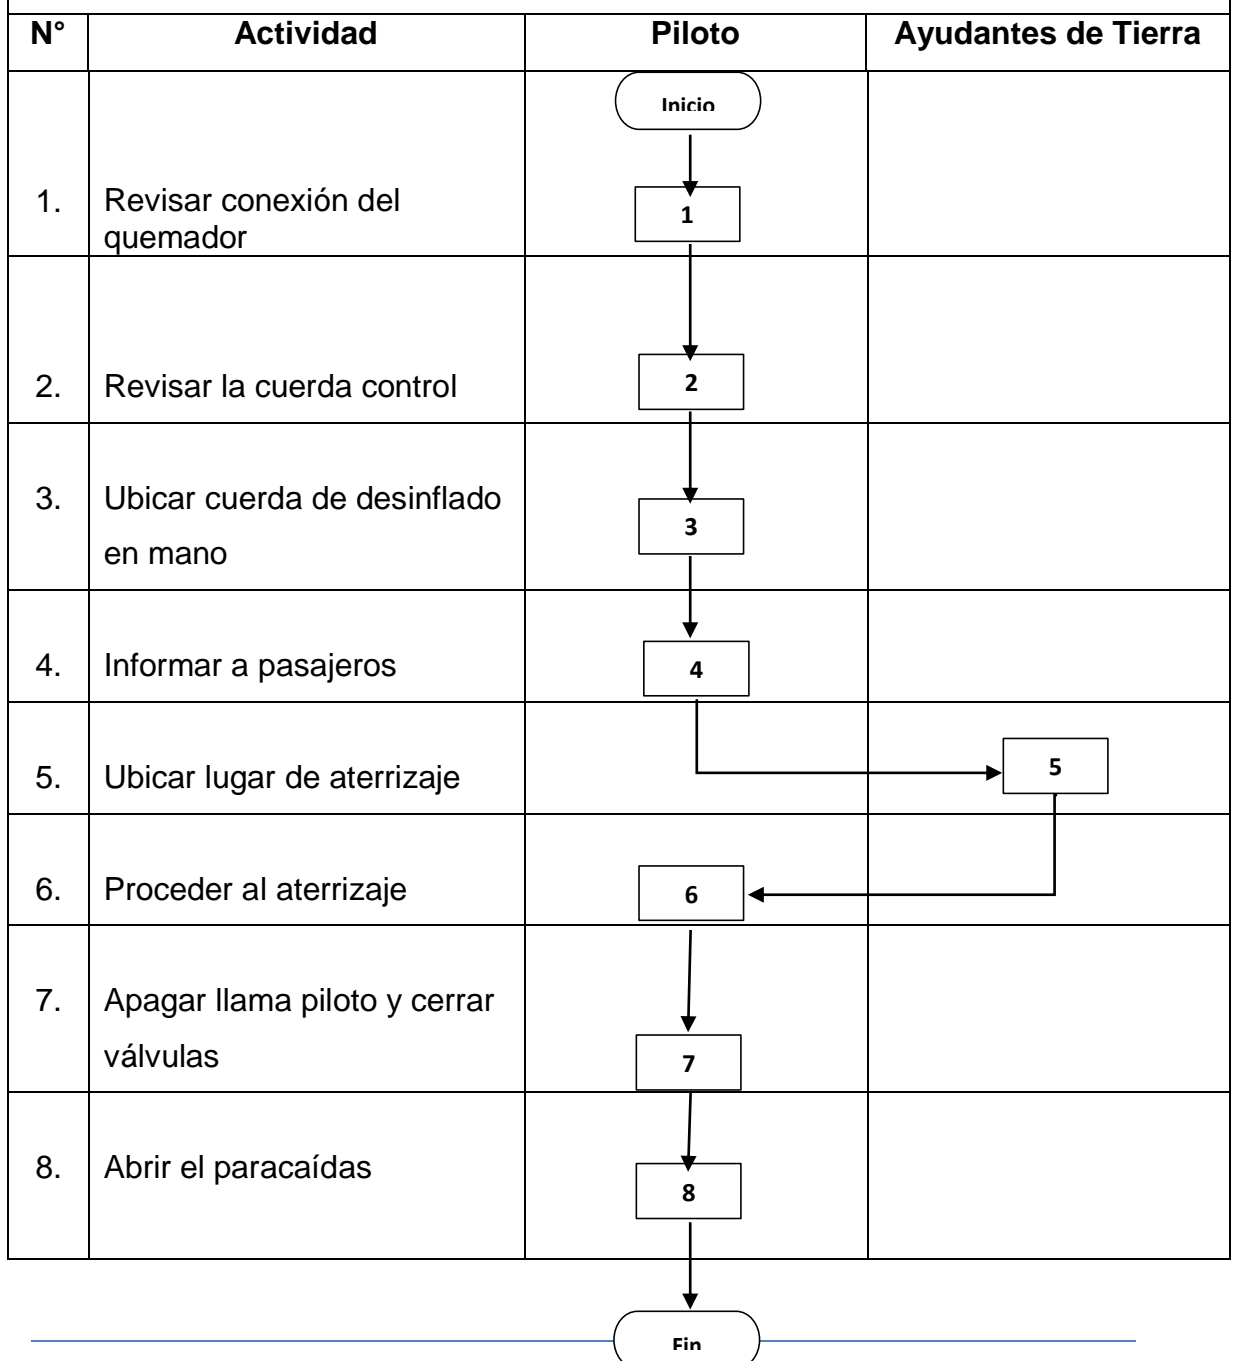 N° Actividad Piloto Ayudantes de Tierra
Inicio
1. Revisar conexión del
quemador
1
2. Revisar la cuerda control
2
3. Ubicar cuerda de desinflado
en mano
3
4. Informar a pasajeros
4
5. Ubicar lugar de aterrizaje
5
6. Proceder al aterrizaje
6
7. Apagar llama piloto y cerrar
válvulas
7
8. Abrir el paracaídas
8
Fin